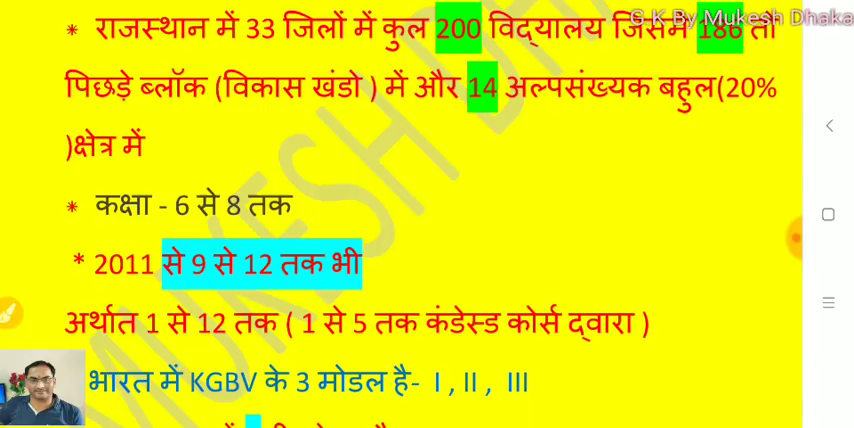 G K By Mukesh Dhaka
* राजस्थान में 33 जिलों में कुल 200 विद्यालय जिसमें 186 तो
पिछड़े ब्लॉक (विकास खंडो ) में और 14 अल्पसंख्यक बहुल(20%
)क्षेत्र में
* कक्षा - 6 से 8 तक
* 2011 से 9 से 12 तक भी
अर्थात 1 से 12 तक ( 1 से 5 तक कंडेस्ड कोर्स द्वारा )
भारत में KGBV के 3 मोडल है- I , II , III